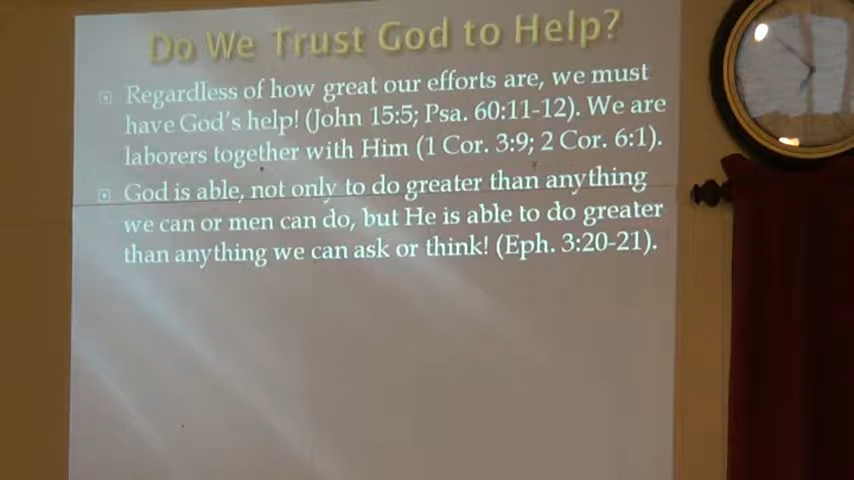 Do We Trust God to Help?
Regardless of how great our efforts are, we must
have God's help! (John 15:5; Psa. 60:11-12). We are
laborers together with Him (1 Cor. 3:9; 2 Cor. 6:1).
God is able, not only to do greater than anything
we can or men can do, but He is able to do greater
than anything we can ask or think! (Eph. 3:20-21).